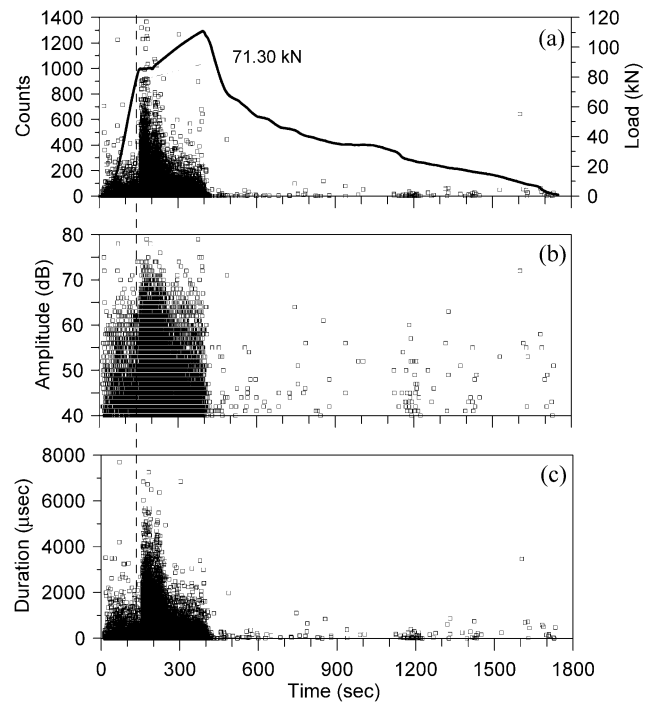 1400
1200
1000
800
600
400
200
0
Counts
(a)
71.30 kN
120
100
80
60
40
20
0
Load (kN)
80
70
60
50
40
Amplitude (dB)
(b)
8000
6000
4000
2000
0
Duration (μsec)
(c)
0 300 600 900 1200 1500 1800
Time (sec)